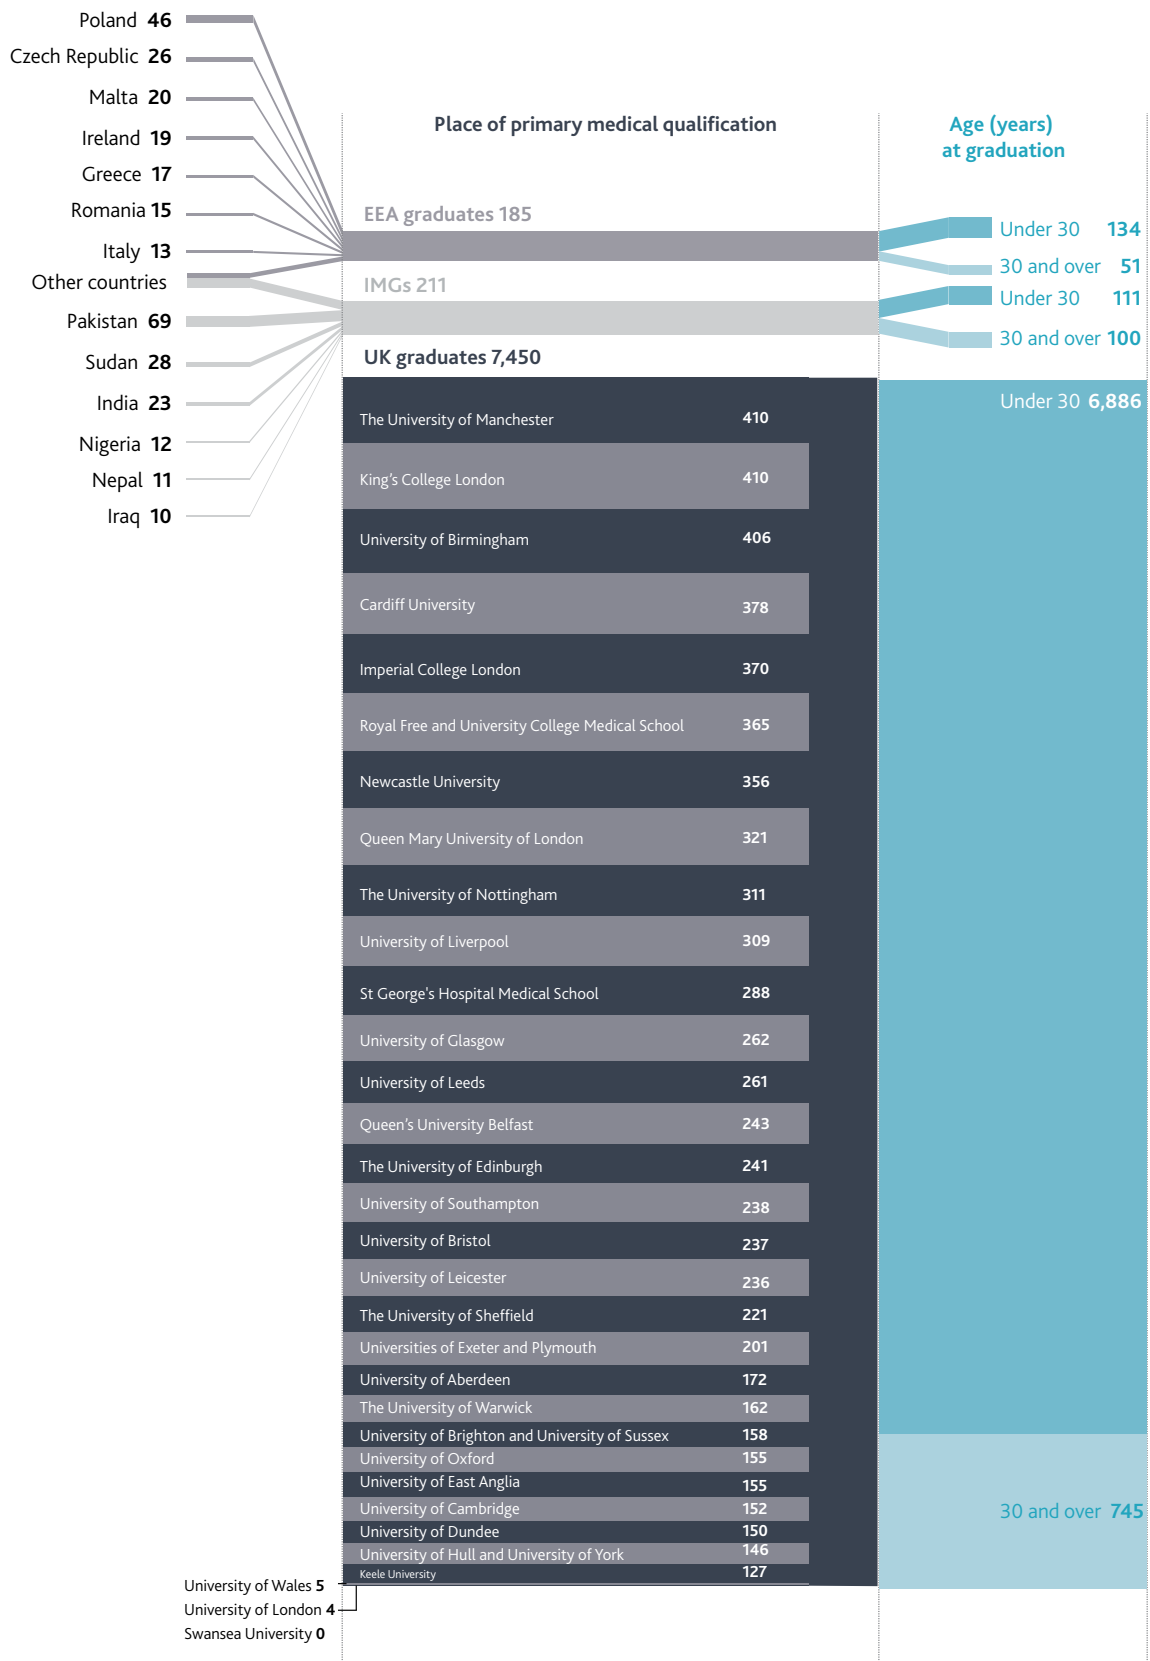 Poland 46
Czech Republic 26
Malta 20
Ireland 19
Greece 17
Romania 15
Italy 13
Other countries
Pakistan 69
Sudan 28
India 23
Nigeria 12
Nepal 11
Iraq 10
Place of primary medical qualification
EEA graduates 185
IMGs 211
UK graduates 7,450
The University of Manchester 410
King's College London 410
University of Birmingham 406
Cardiff University 378
Imperial College London 370
Royal Free and University College Medical School 365
Newcastle University 356
Queen Mary University of London 321
The University of Nottingham 311
University of Liverpool 309
St George's Hospital Medical School 288
University of Glasgow 262
University of Leeds 261
Queen's University Belfast 243
The University of Edinburgh 241
University of Southampton 238
University of Bristol 237
University of Leicester 236
The University of Sheffield 221
Universities of Exeter and Plymouth 201
University of Aberdeen 172
The University of Warwick 162
University of Brighton and University of Sussex 158
University of Oxford 155
University of East Anglia 155
University of Cambridge 152
University of Dundee 150
University of Hull and University of York 146
Keele University 127
University of Wales 5
University of London 4
Swansea University 0
Age (years)
at graduation
Under 30 134
30 and over 51
Under 30 111
30 and over 100
Under 30 6,886
30 and over 745